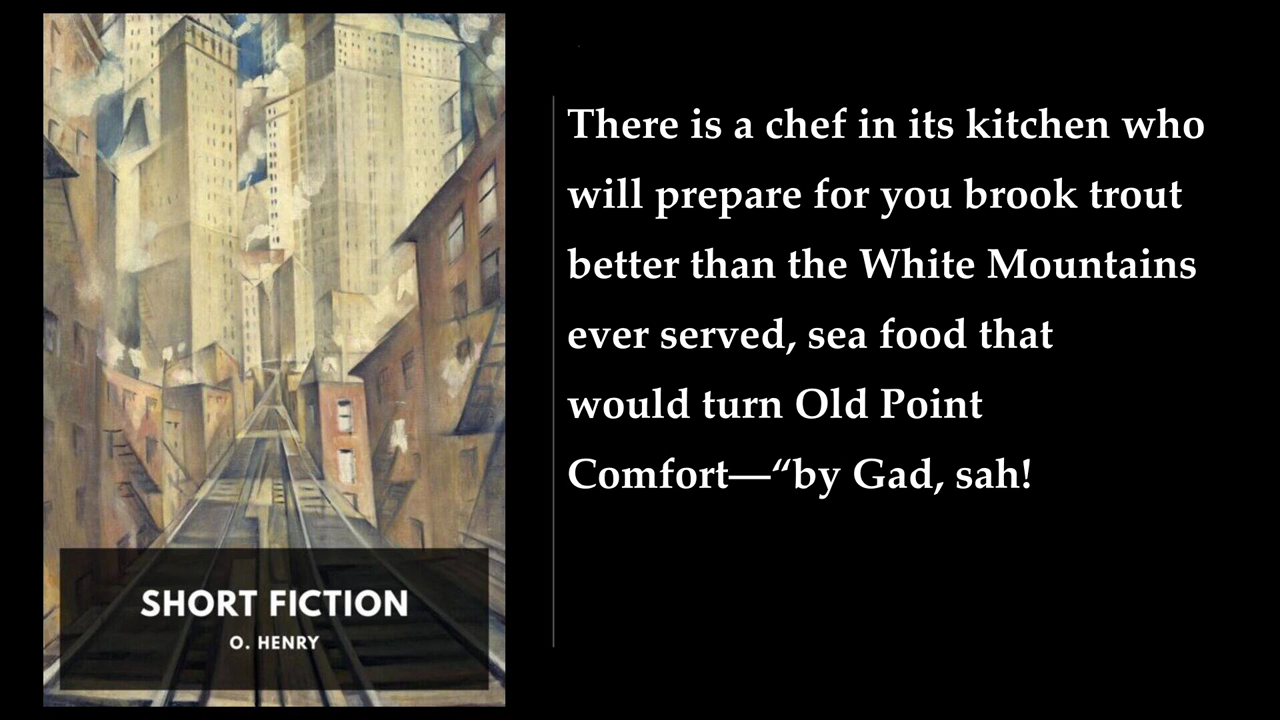 There is a chef in its kitchen who
will prepare for you brook trout
better than the White Mountains
ever served, sea food that
would turn Old Point
Comfort—“by Gad, sah!
SHORT FICTION
O. HENRY